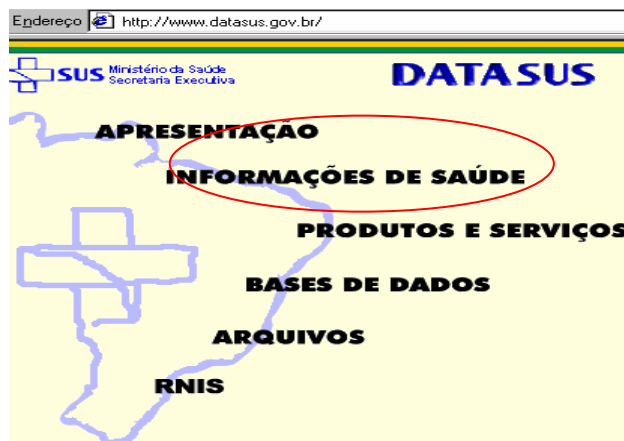 Endereço http://www.datasus.gov.br/
SUS Ministério da Saúde
Secretaria Executiva
DATASUS
APRESENTAÇÃO
INFORMAÇÕES DE SAÚDE
PRODUTOS E SERVIÇOS
BASES DE DADOS
ARQUIVOS
RNIS